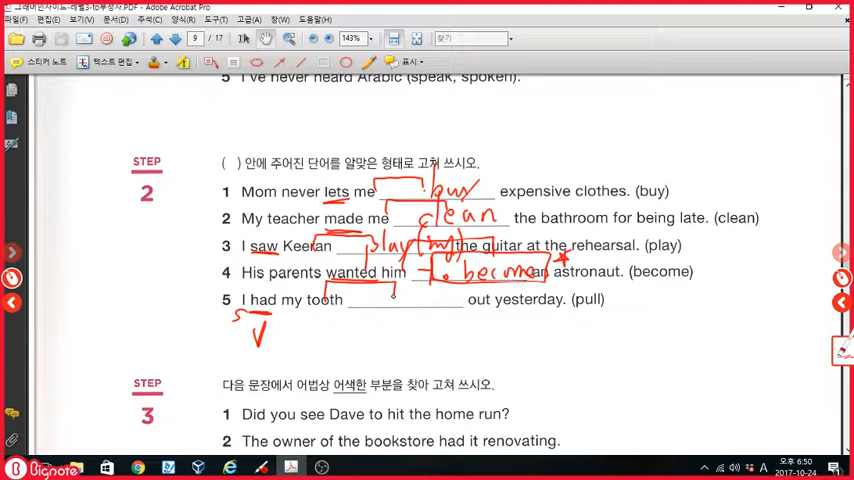 그래머인사이트-레벨3-to부정사.PDF - Adobe Acrobat Pro
파일(F) 편집(E) 보기(V) 문서(D) 주석(C) 양식(R) 도구(T) 고급(A) 창(W) 도움말(H)
9 / 17 143% 찾기
스티커 노트 텍스트 편집 표시
5 I've never heard Arabic (speak, spoken).
STEP 2
( ) 안에 주어진 단어를 알맞은 형태로 고쳐 쓰시오.
1 Mom never lets me buy expensive clothes. (buy)
2 My teacher made me clean the bathroom for being late. (clean)
3 I saw Keeran play(ing) the guitar at the rehearsal. (play)
4 His parents wanted him to become an astronaut. (become)
5 I had my tooth out yesterday. (pull)
S V
STEP 3
다음 문장에서 어법상 어색한 부분을 찾아 고쳐 쓰시오.
1 Did you see Dave to hit the home run?
2 The owner of the bookstore had it renovating.
Bignote
A 오후 6:50
2017-10-24